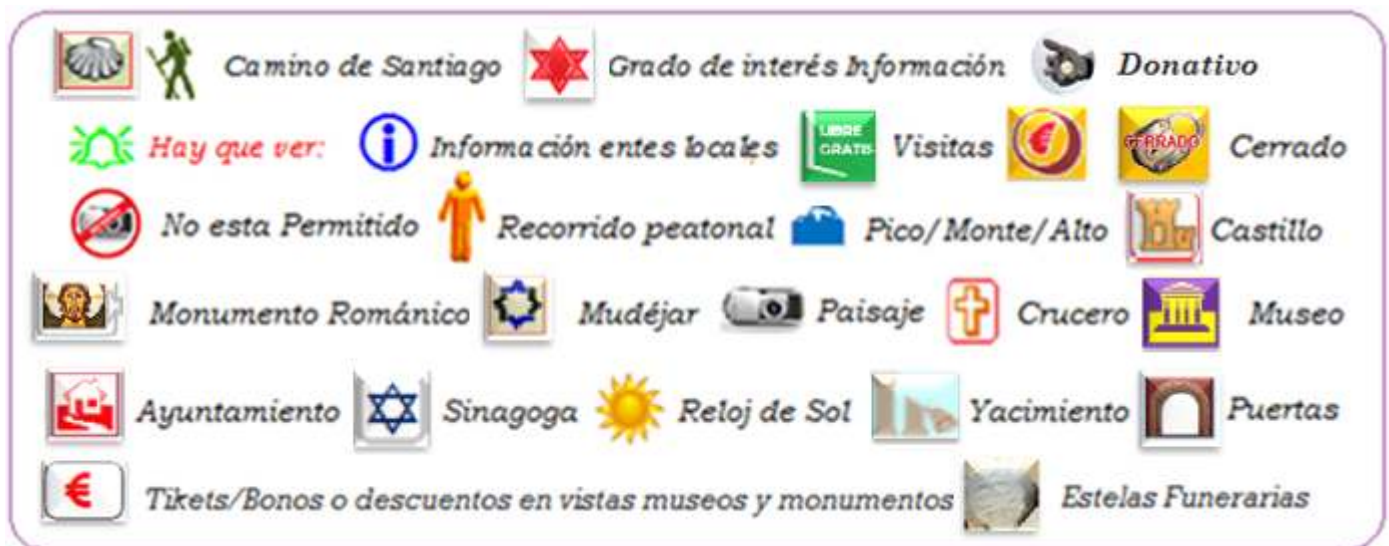 Camino de Santiago Grado de interés Información Donativo
Hay que ver: i Información entes locales LIBRE GRATIS Visitas € CERRADO Cerrado
No esta Permitido Recorrido peatonal Pico/Monte/Alto Castillo
Monumento Románico Mudéjar Paisaje Crucero Museo
Ayuntamiento Sinagoga Reloj de Sol Yacimiento Puertas
€ Tikets/Bonos o descuentos en vistas museos y monumentos Estelas Funerarias